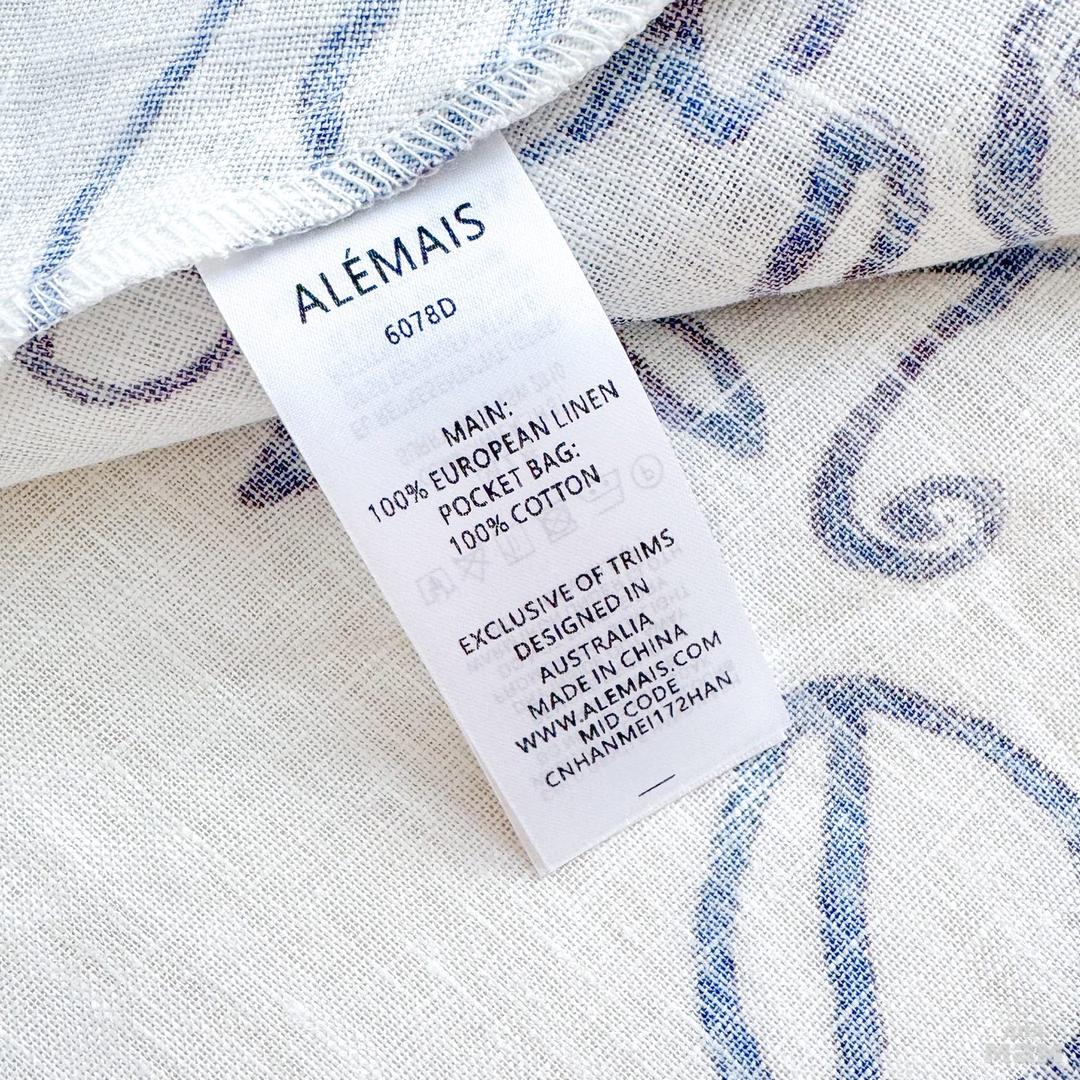 ALÉMAIS
6078D
MAIN:
100% EUROPEAN LINEN
POCKET BAG:
100% COTTON
EXCLUSIVE OF TRIMS
DESIGNED IN
AUSTRALIA
MADE IN CHINA
WWW.ALEMAIS.COM
MID CODE
CNHANMEI172HAN